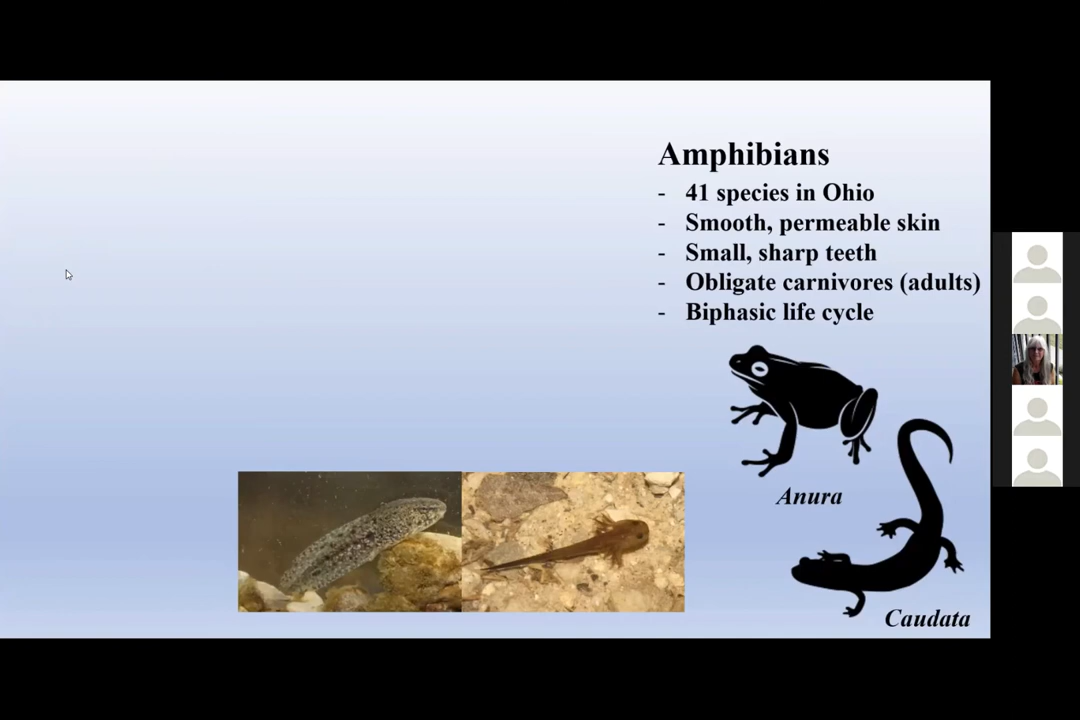 Amphibians
- 41 species in Ohio
- Smooth, permeable skin
- Small, sharp teeth
- Obligate carnivores (adults)
- Biphasic life cycle
Anura
Caudata